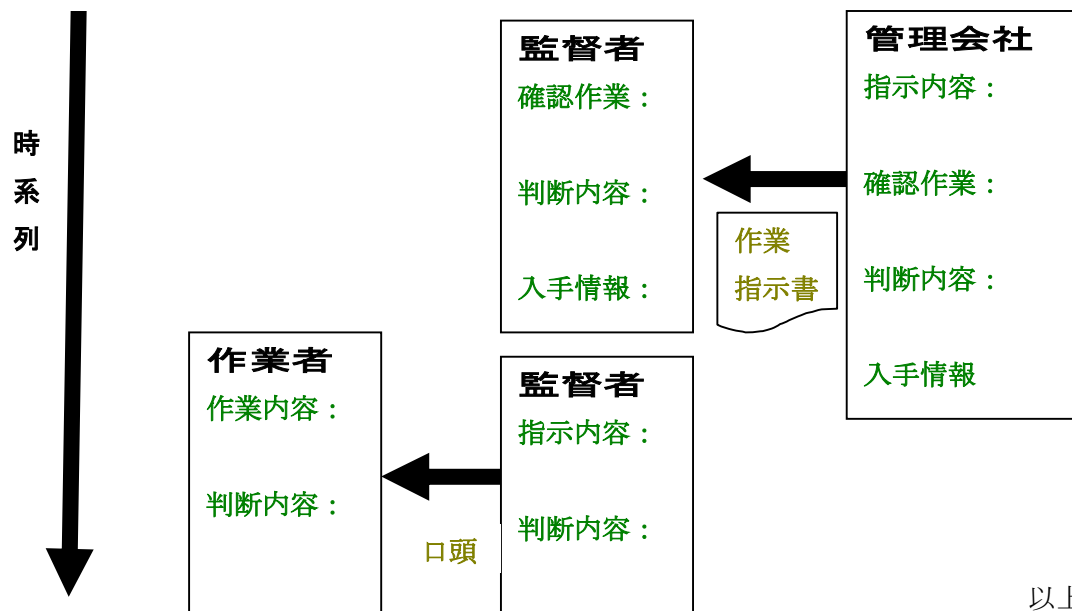 時
系
列
監督者
確認作業：
判断内容：
入手情報：
管理会社
指示内容：
確認作業：
判断内容：
入手情報
作業
指示書
作業者
作業内容：
判断内容：
監督者
指示内容：
判断内容：
口頭
以上